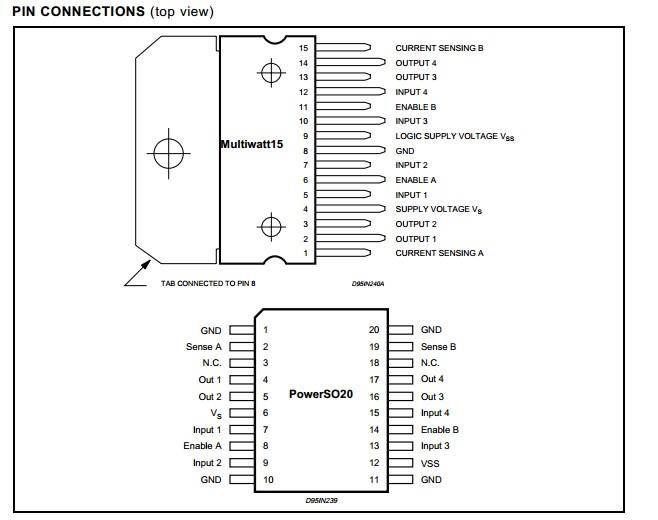 PIN CONNECTIONS (top view)
15 CURRENT SENSING B
14 OUTPUT 4
13 OUTPUT 3
12 INPUT 4
11 ENABLE B
10 INPUT 3
9 LOGIC SUPPLY VOLTAGE VSS
Multiwatt15
8 GND
7 INPUT 2
6 ENABLE A
5 INPUT 1
4 SUPPLY VOLTAGE VS
3 OUTPUT 2
2 OUTPUT 1
1 CURRENT SENSING A
TAB CONNECTED TO PIN 8
D95IN240A
GND 1 20 GND
Sense A 2 19 Sense B
N.C. 3 18 N.C.
Out 1 4 17 Out 4
Out 2 5 PowerSO20 16 Out 3
VS 6 15 Input 4
Input 1 7 14 Enable B
Enable A 8 13 Input 3
Input 2 9 12 VSS
GND 10 11 GND
D95IN239